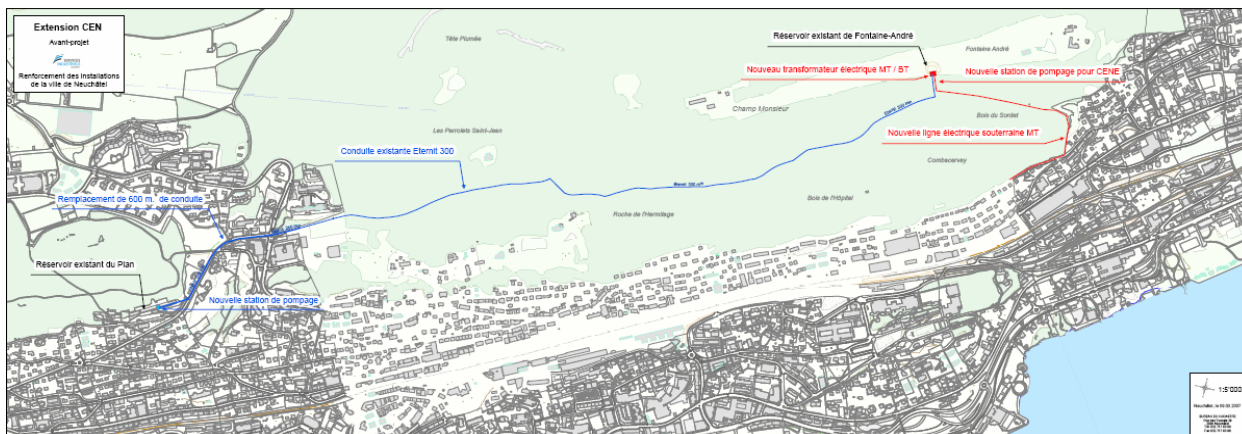 Extension CEN
Avant-projet
Renforcement des installations
de la ville de Neuchâtel
Tête Plumée
Réservoir existant de Fontaine-André
Fontaine André
Nouveau transformateur électrique MT / BT
Nouvelle station de pompage pour CENE
Champ Monsieur
Bois du Sordet
Les Perrolets Saint-Jean
Nouvelle ligne électrique souterraine MT
Conduite existante Eternit 300
Combacervey
Remplacement de 600 m. de conduite
Bois de l'Hôpital
Roche de l'Hermitage
Réservoir existant du Plan
Nouvelle station de pompage
1:5'000